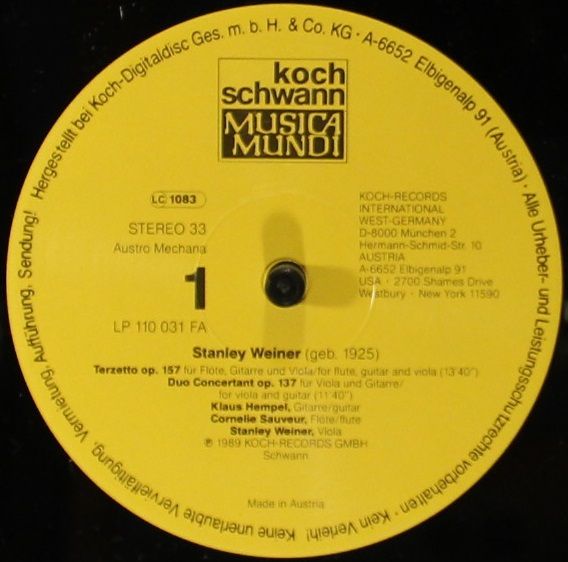 Hergestellt bei Koch-Digitaldisc Ges. m. b. H. & Co. KG · A-6652 Elbigenalp 91 (Austria) · Alle Urheber- und Leistungsschutzrechte vorbehalten · Kein Verleih! Keine unerlaubte Vervielfältigung, Vermietung, Aufführung, Sendung!
koch
schwann
MUSICA
MUNDI
LC 1083
STEREO 33
Austro Mechana
1
LP 110 031 FA
KOCH-RECORDS
INTERNATIONAL
WEST-GERMANY
D-8000 München 2
Hermann-Schmid-Str. 10
AUSTRIA
A-6652 Elbigenalp 91
USA · 2700 Shames Drive
Westbury · New York 11590
Stanley Weiner (geb. 1925)
Terzetto op. 157 für Flöte, Gitarre und Viola/for flute, guitar and viola (13'40")
Duo Concertant op. 137 für Viola und Gitarre/
for viola and guitar (11'40")
Klaus Hempel, Gitarre/guitar
Cornelie Sauveur, Flöte/flute
Stanley Weiner, Viola
℗ 1989 KOCH-RECORDS GMBH
Schwann
Made in Austria